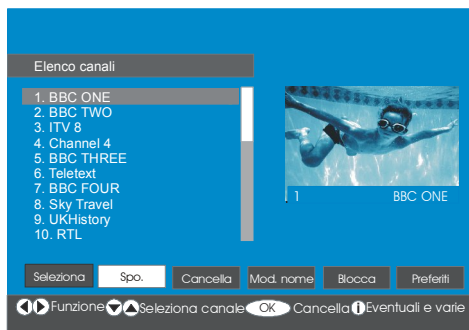 Elenco canali
1. BBC ONE
2. BBC TWO
3. ITV 8
4. Channel 4
5. BBC THREE
6. Teletext
7. BBC FOUR
8. Sky Travel
9. UKHistory
10. RTL
1 BBC ONE
Seleziona Spo. Cancella Mod. nome Blocca Preferiti
Funzione Seleziona canale OK Cancella i Eventuali e varie